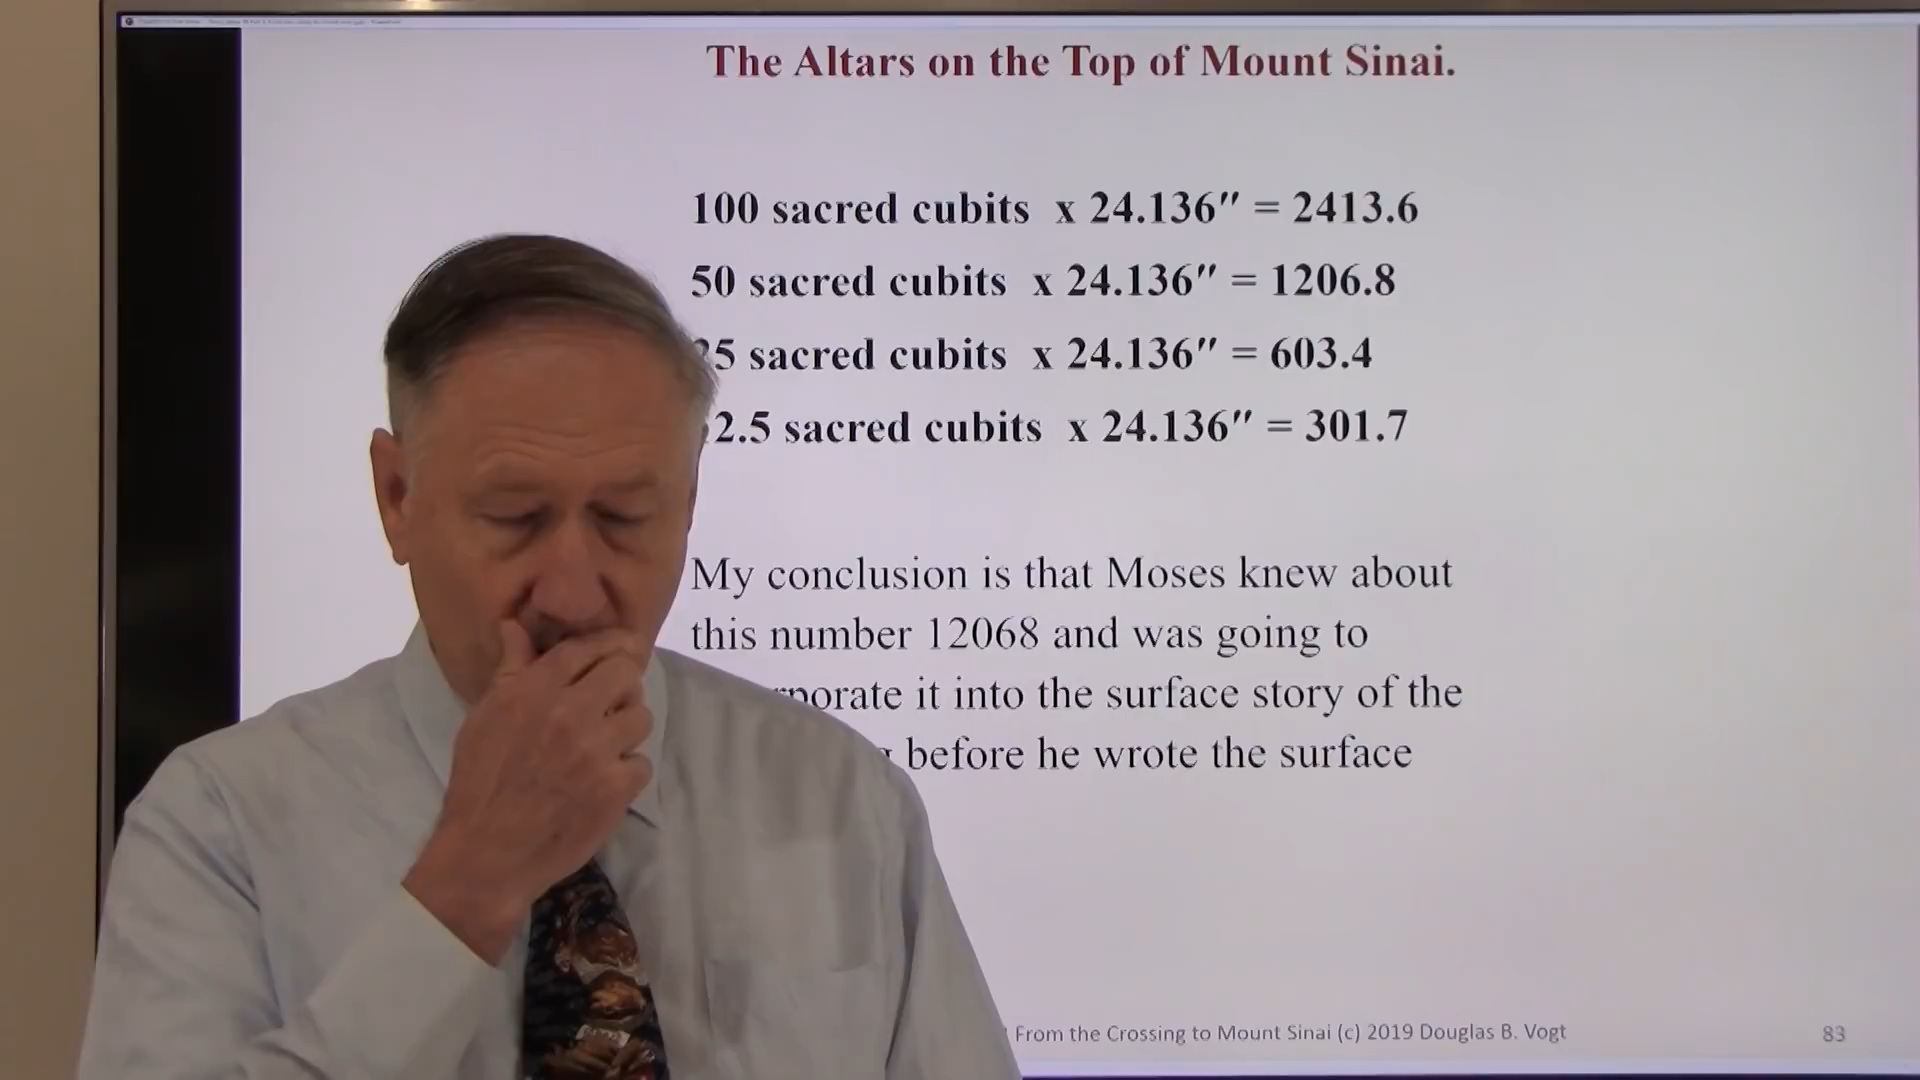 The Altars on the Top of Mount Sinai.
100 sacred cubits x 24.136″ = 2413.6
50 sacred cubits x 24.136″ = 1206.8
5 sacred cubits x 24.136″ = 603.4
2.5 sacred cubits x 24.136″ = 301.7
My conclusion is that Moses knew about
this number 12068 and was going to
it into the surface story of the
before he wrote the surface
From the Crossing to Mount Sinai (c) 2019 Douglas B. Vogt
83